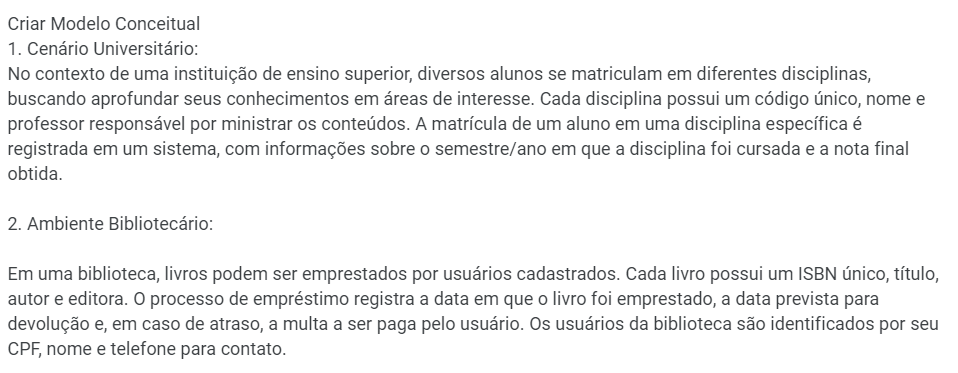 Criar Modelo Conceitual
1. Cenário Universitário:
No contexto de uma instituição de ensino superior, diversos alunos se matriculam em diferentes disciplinas,
buscando aprofundar seus conhecimentos em áreas de interesse. Cada disciplina possui um código único, nome e
professor responsável por ministrar os conteúdos. A matrícula de um aluno em uma disciplina específica é
registrada em um sistema, com informações sobre o semestre/ano em que a disciplina foi cursada e a nota final
obtida.
2. Ambiente Bibliotecário:
Em uma biblioteca, livros podem ser emprestados por usuários cadastrados. Cada livro possui um ISBN único, título,
autor e editora. O processo de empréstimo registra a data em que o livro foi emprestado, a data prevista para
devolução e, em caso de atraso, a multa a ser paga pelo usuário. Os usuários da biblioteca são identificados por seu
CPF, nome e telefone para contato.